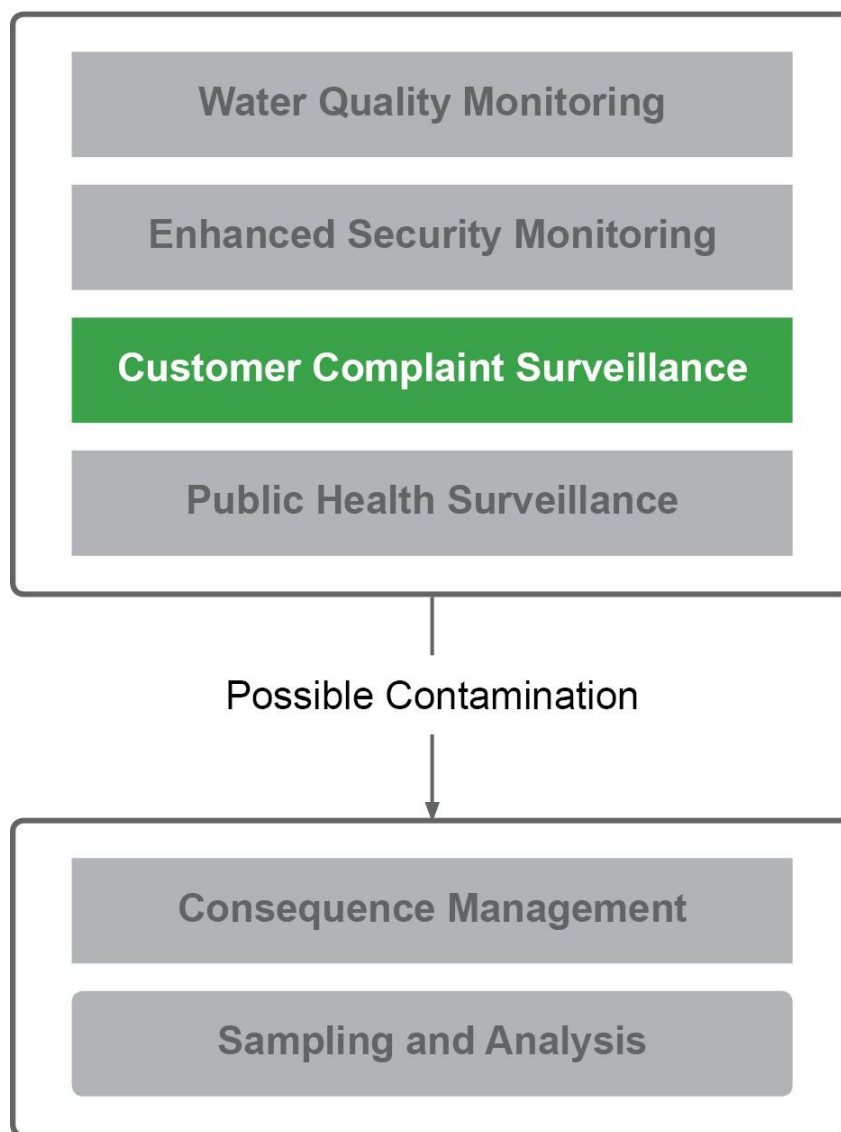 Water Quality Monitoring
Enhanced Security Monitoring
Customer Complaint Surveillance
Public Health Surveillance
Possible Contamination
Consequence Management
Sampling and Analysis